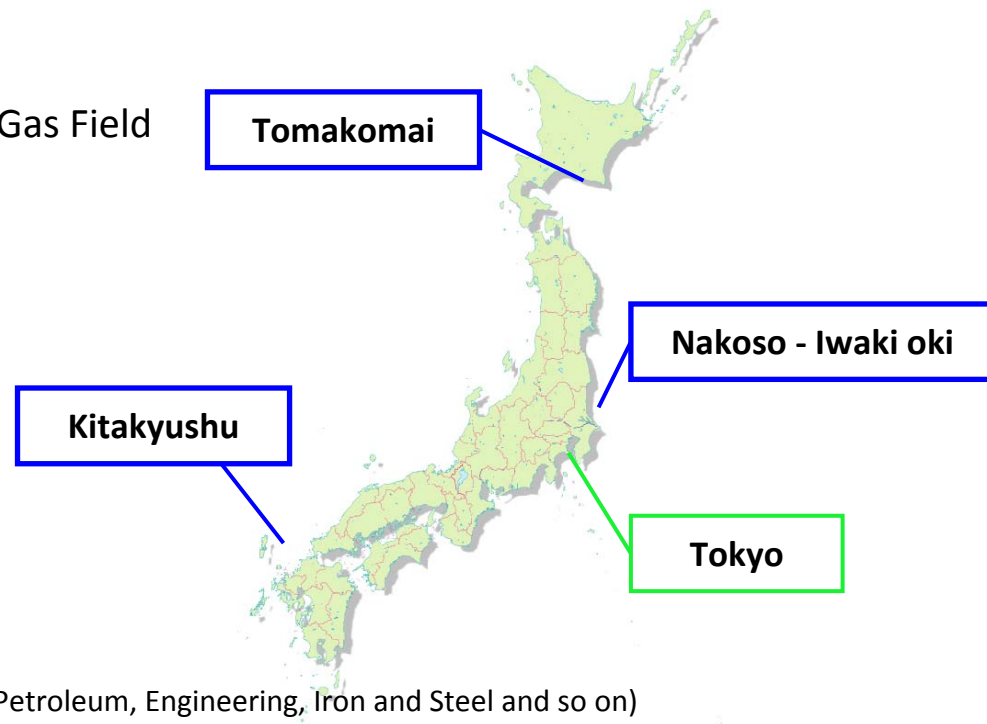 Gas Field
Tomakomai
Nakoso - Iwaki oki
Kitakyushu
Tokyo
Petroleum, Engineering, Iron and Steel and so on)